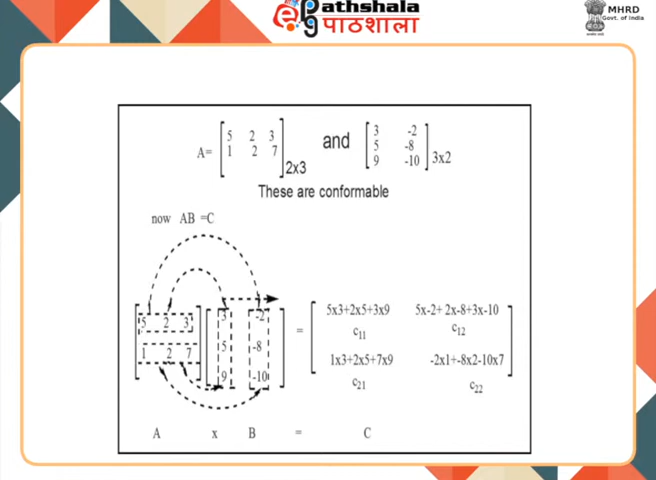 epgpathshala
पाठशाला
MHRD
Govt. of India
A= [ 5 2 3
1 2 7 ] 2x3 and [ 3 -2
5 -8
9 -10 ] 3x2
These are conformable
now AB =C
[ 5 2 3
1 2 7 ] [ 3 -2
5 -8
9 -10 ] = [ 5x3+2x5+3x9 5x-2+ 2x-8+3x-10
c11 c12
1x3+2x5+7x9 -2x1+-8x2-10x7
c21 c22 ]
A x B = C